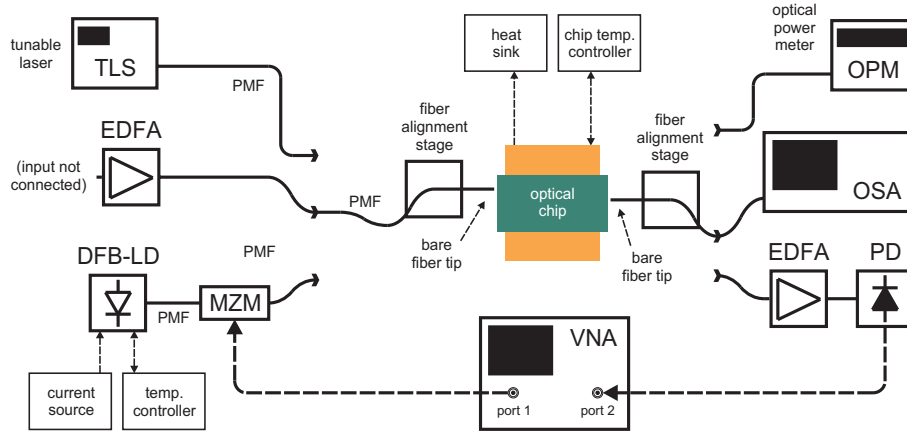 tunable
laser
TLS
PMF
heat
sink
chip temp.
controller
optical
power
meter
OPM
EDFA
(input not
connected)
PMF
fiber
alignment
stage
optical
chip
bare
fiber tip
fiber
alignment
stage
bare
fiber tip
OSA
DFB-LD
PMF
MZM
PMF
current
source
temp.
controller
VNA
port 1
port 2
EDFA
PD